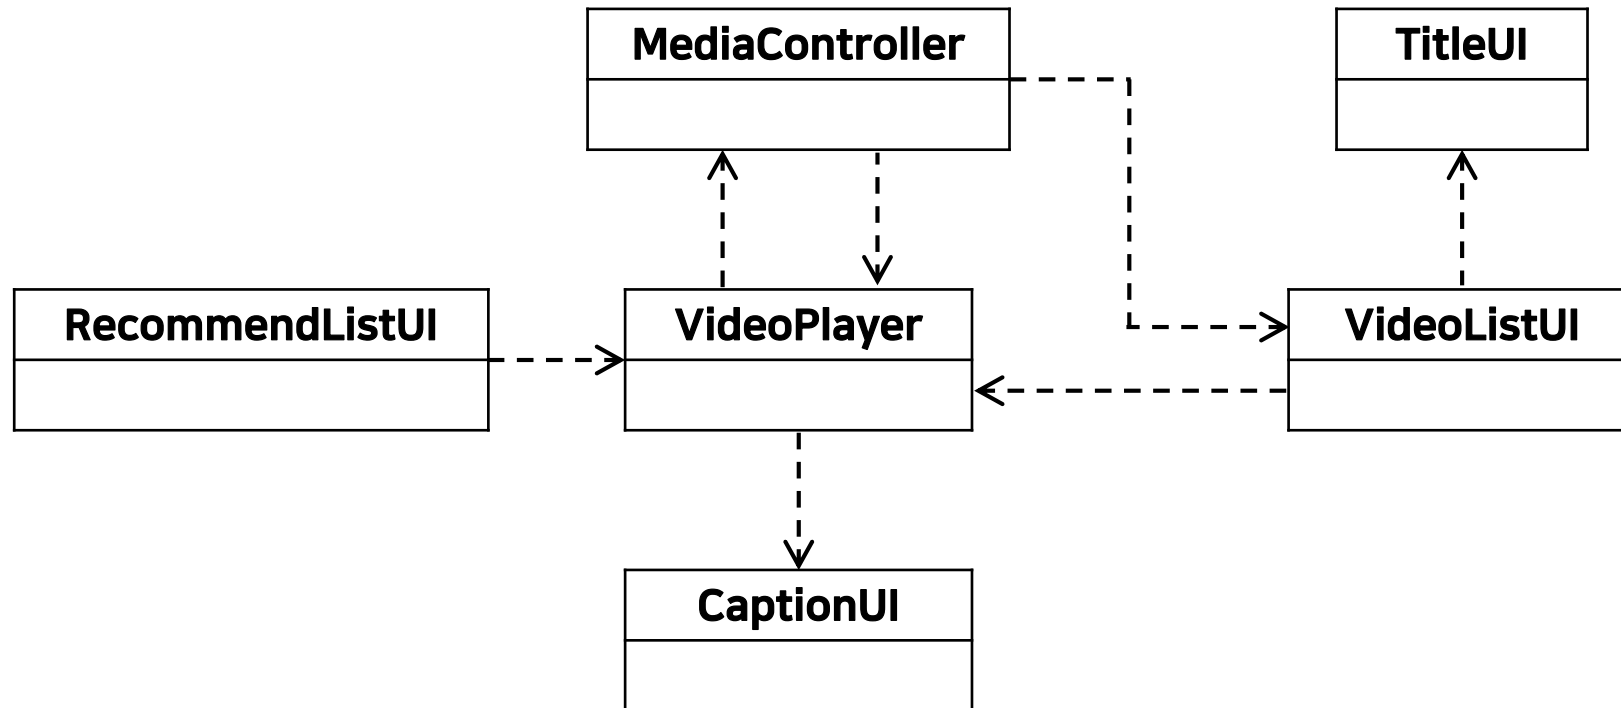 MediaController
TitleUI
RecommendListUI
VideoPlayer
VideoListUI
CaptionUI